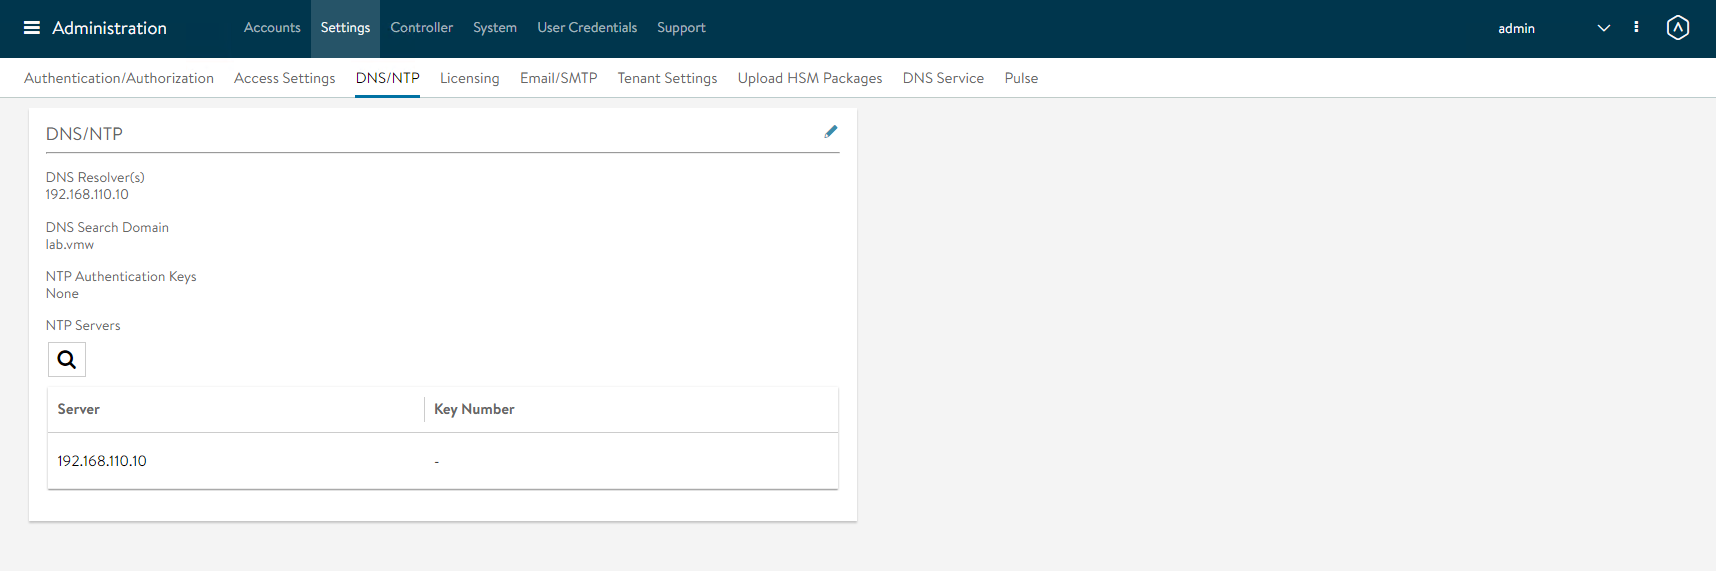 Administration Accounts Settings Controller System User Credentials Support admin
Authentication/Authorization Access Settings DNS/NTP Licensing Email/SMTP Tenant Settings Upload HSM Packages DNS Service Pulse
DNS/NTP
DNS Resolver(s)
192.168.110.10
DNS Search Domain
lab.vmw
NTP Authentication Keys
None
NTP Servers
Server Key Number
192.168.110.10 -